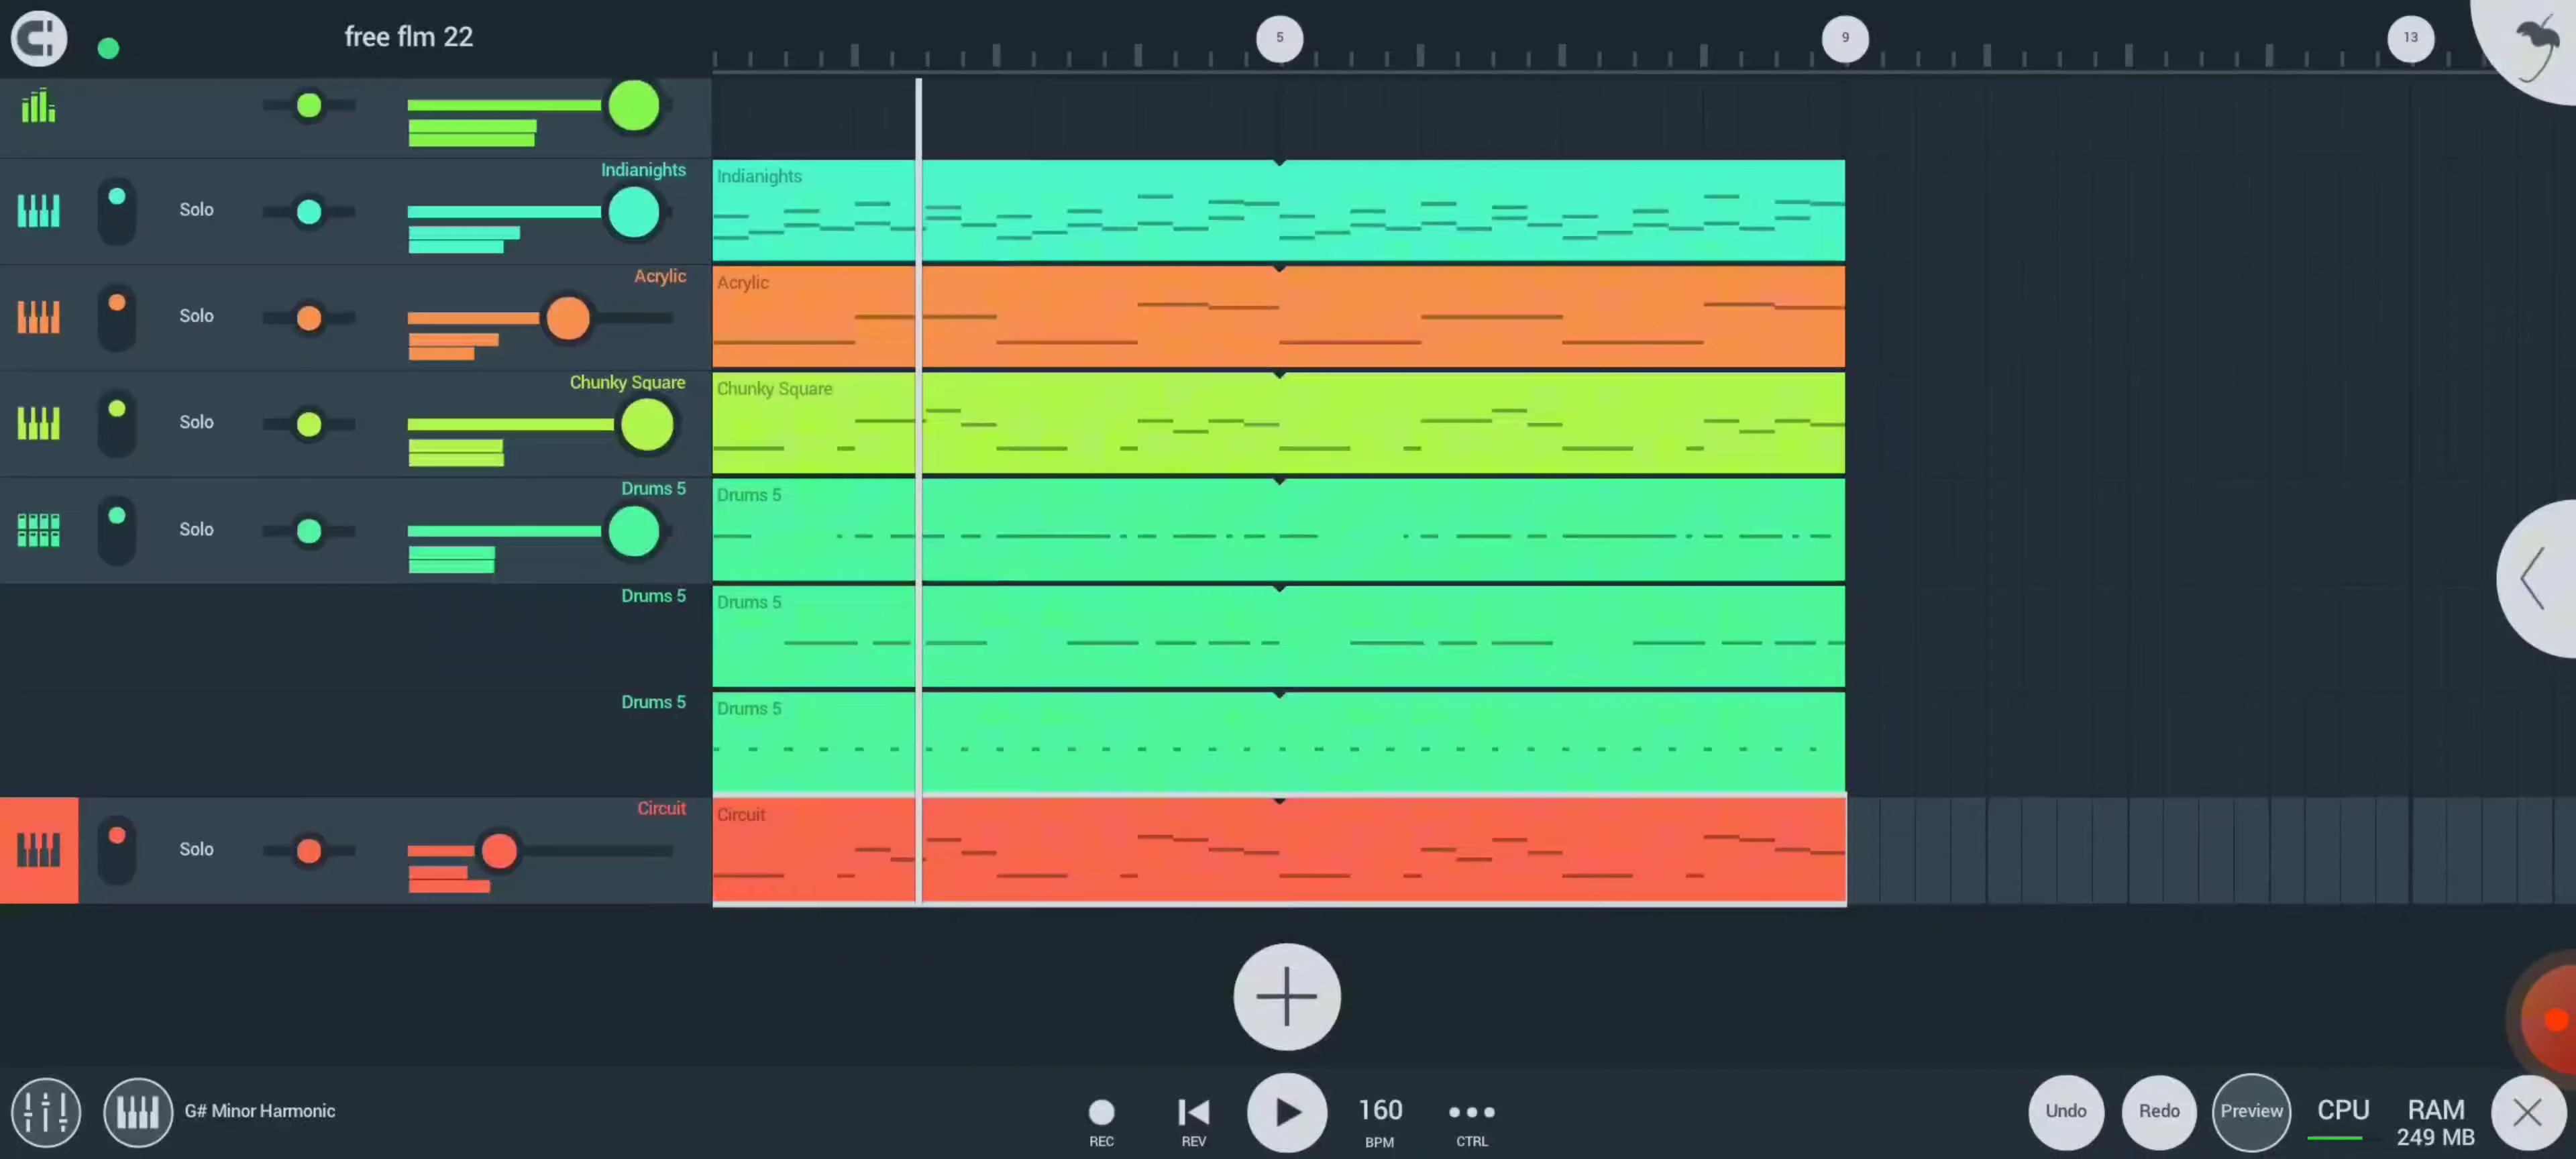 free flm 22
5
9
13
Indianights
Solo
Indianights
Acrylic
Solo
Acrylic
Chunky Square
Solo
Chunky Square
Drums 5
Solo
Drums 5
Drums 5
Drums 5
Drums 5
Drums 5
Circuit
Solo
Circuit
G# Minor Harmonic
REC
REV
160
BPM
CTRL
Undo
Redo
Preview
CPU
RAM
249 MB